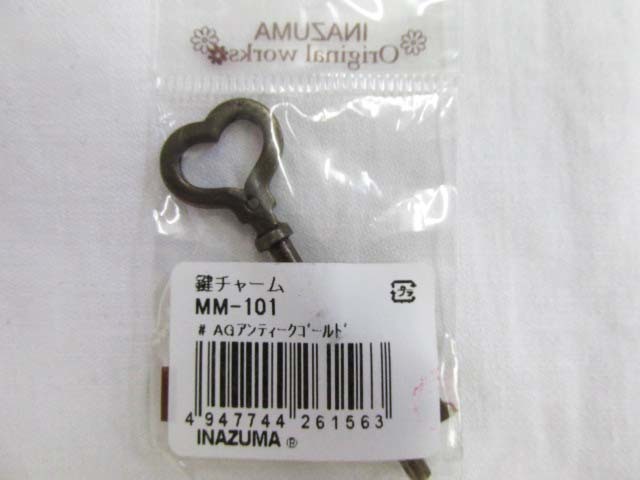 INAZUMA
Original works
鍵チャーム
MM-101
# AGアンティークゴールド
4 947744 261563
INAZUMA ®